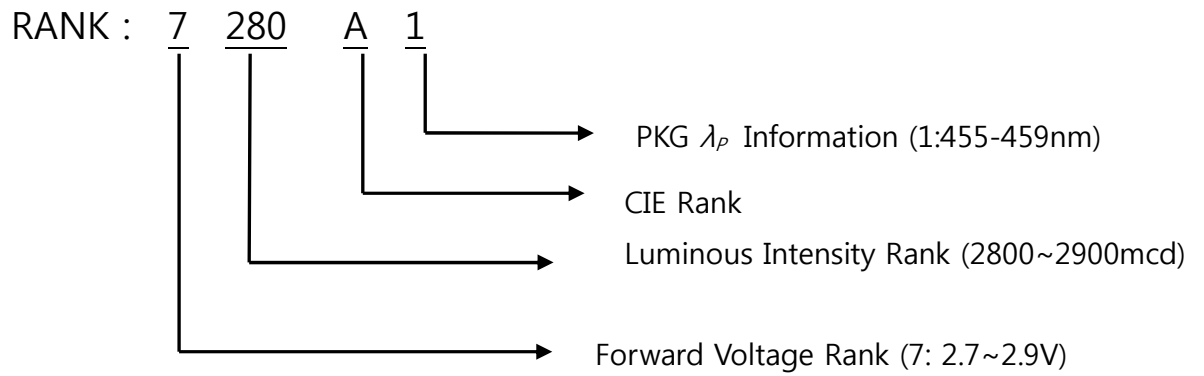 RANK : 7 280 A 1
PKG λP Information (1:455-459nm)
CIE Rank
Luminous Intensity Rank (2800~2900mcd)
Forward Voltage Rank (7: 2.7~2.9V)